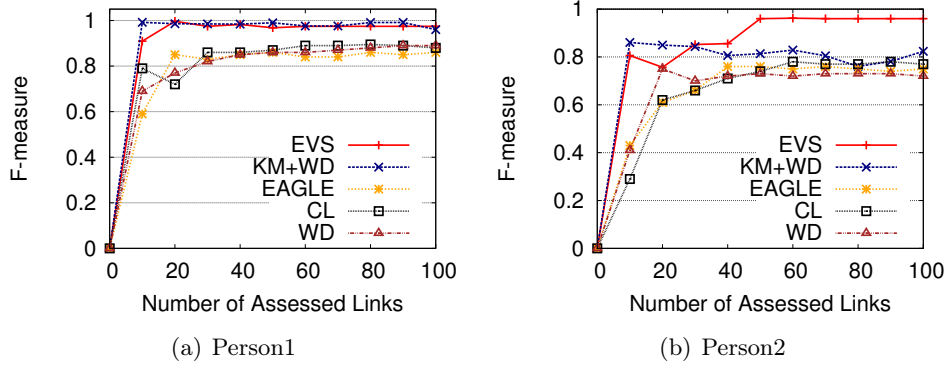 F-measure
1
0.8
0.6
0.4
0.2
0
EVS
KM+WD
EAGLE
CL
WD
0 20 40 60 80 100
Number of Assessed Links
(a) Person1
F-measure
1
0.8
0.6
0.4
0.2
0
EVS
KM+WD
EAGLE
CL
WD
0 20 40 60 80 100
Number of Assessed Links
(b) Person2